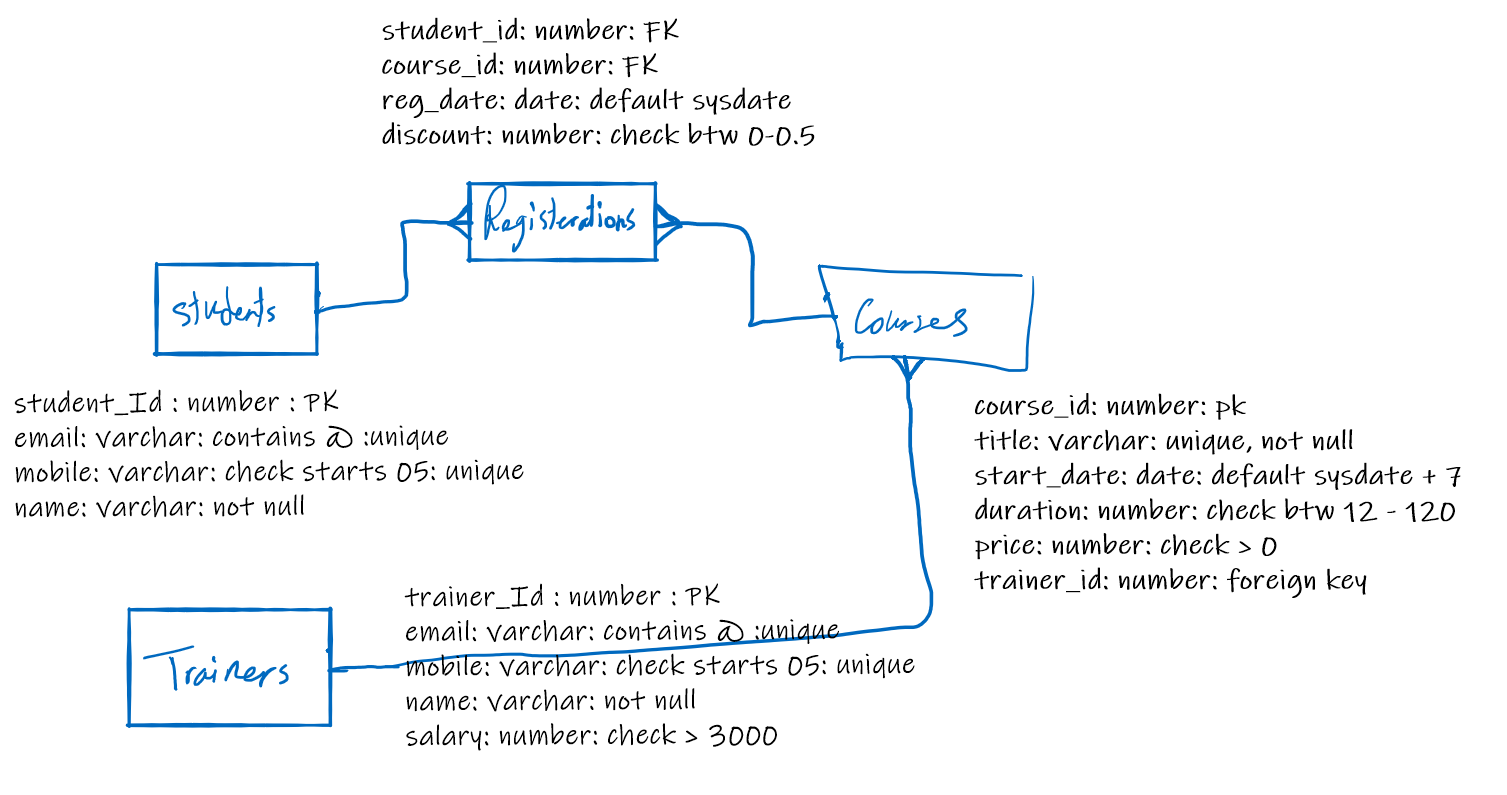 student_id: number: FK
course_id: number: FK
reg_date: date: default sysdate
discount: number: check btw 0-0.5
Registerations
students
Courses
student_Id : number : PK
email: varchar: contains @ :unique
mobile: varchar: check starts 05: unique
name: varchar: not null
course_id: number: pk
title: varchar: unique, not null
start_date: date: default sysdate + 7
duration: number: check btw 12 - 120
price: number: check > 0
trainer_id: number: foreign key
Trainers
trainer_Id : number : PK
email: varchar: contains @ :unique
mobile: varchar: check starts 05: unique
name: varchar: not null
salary: number: check > 3000